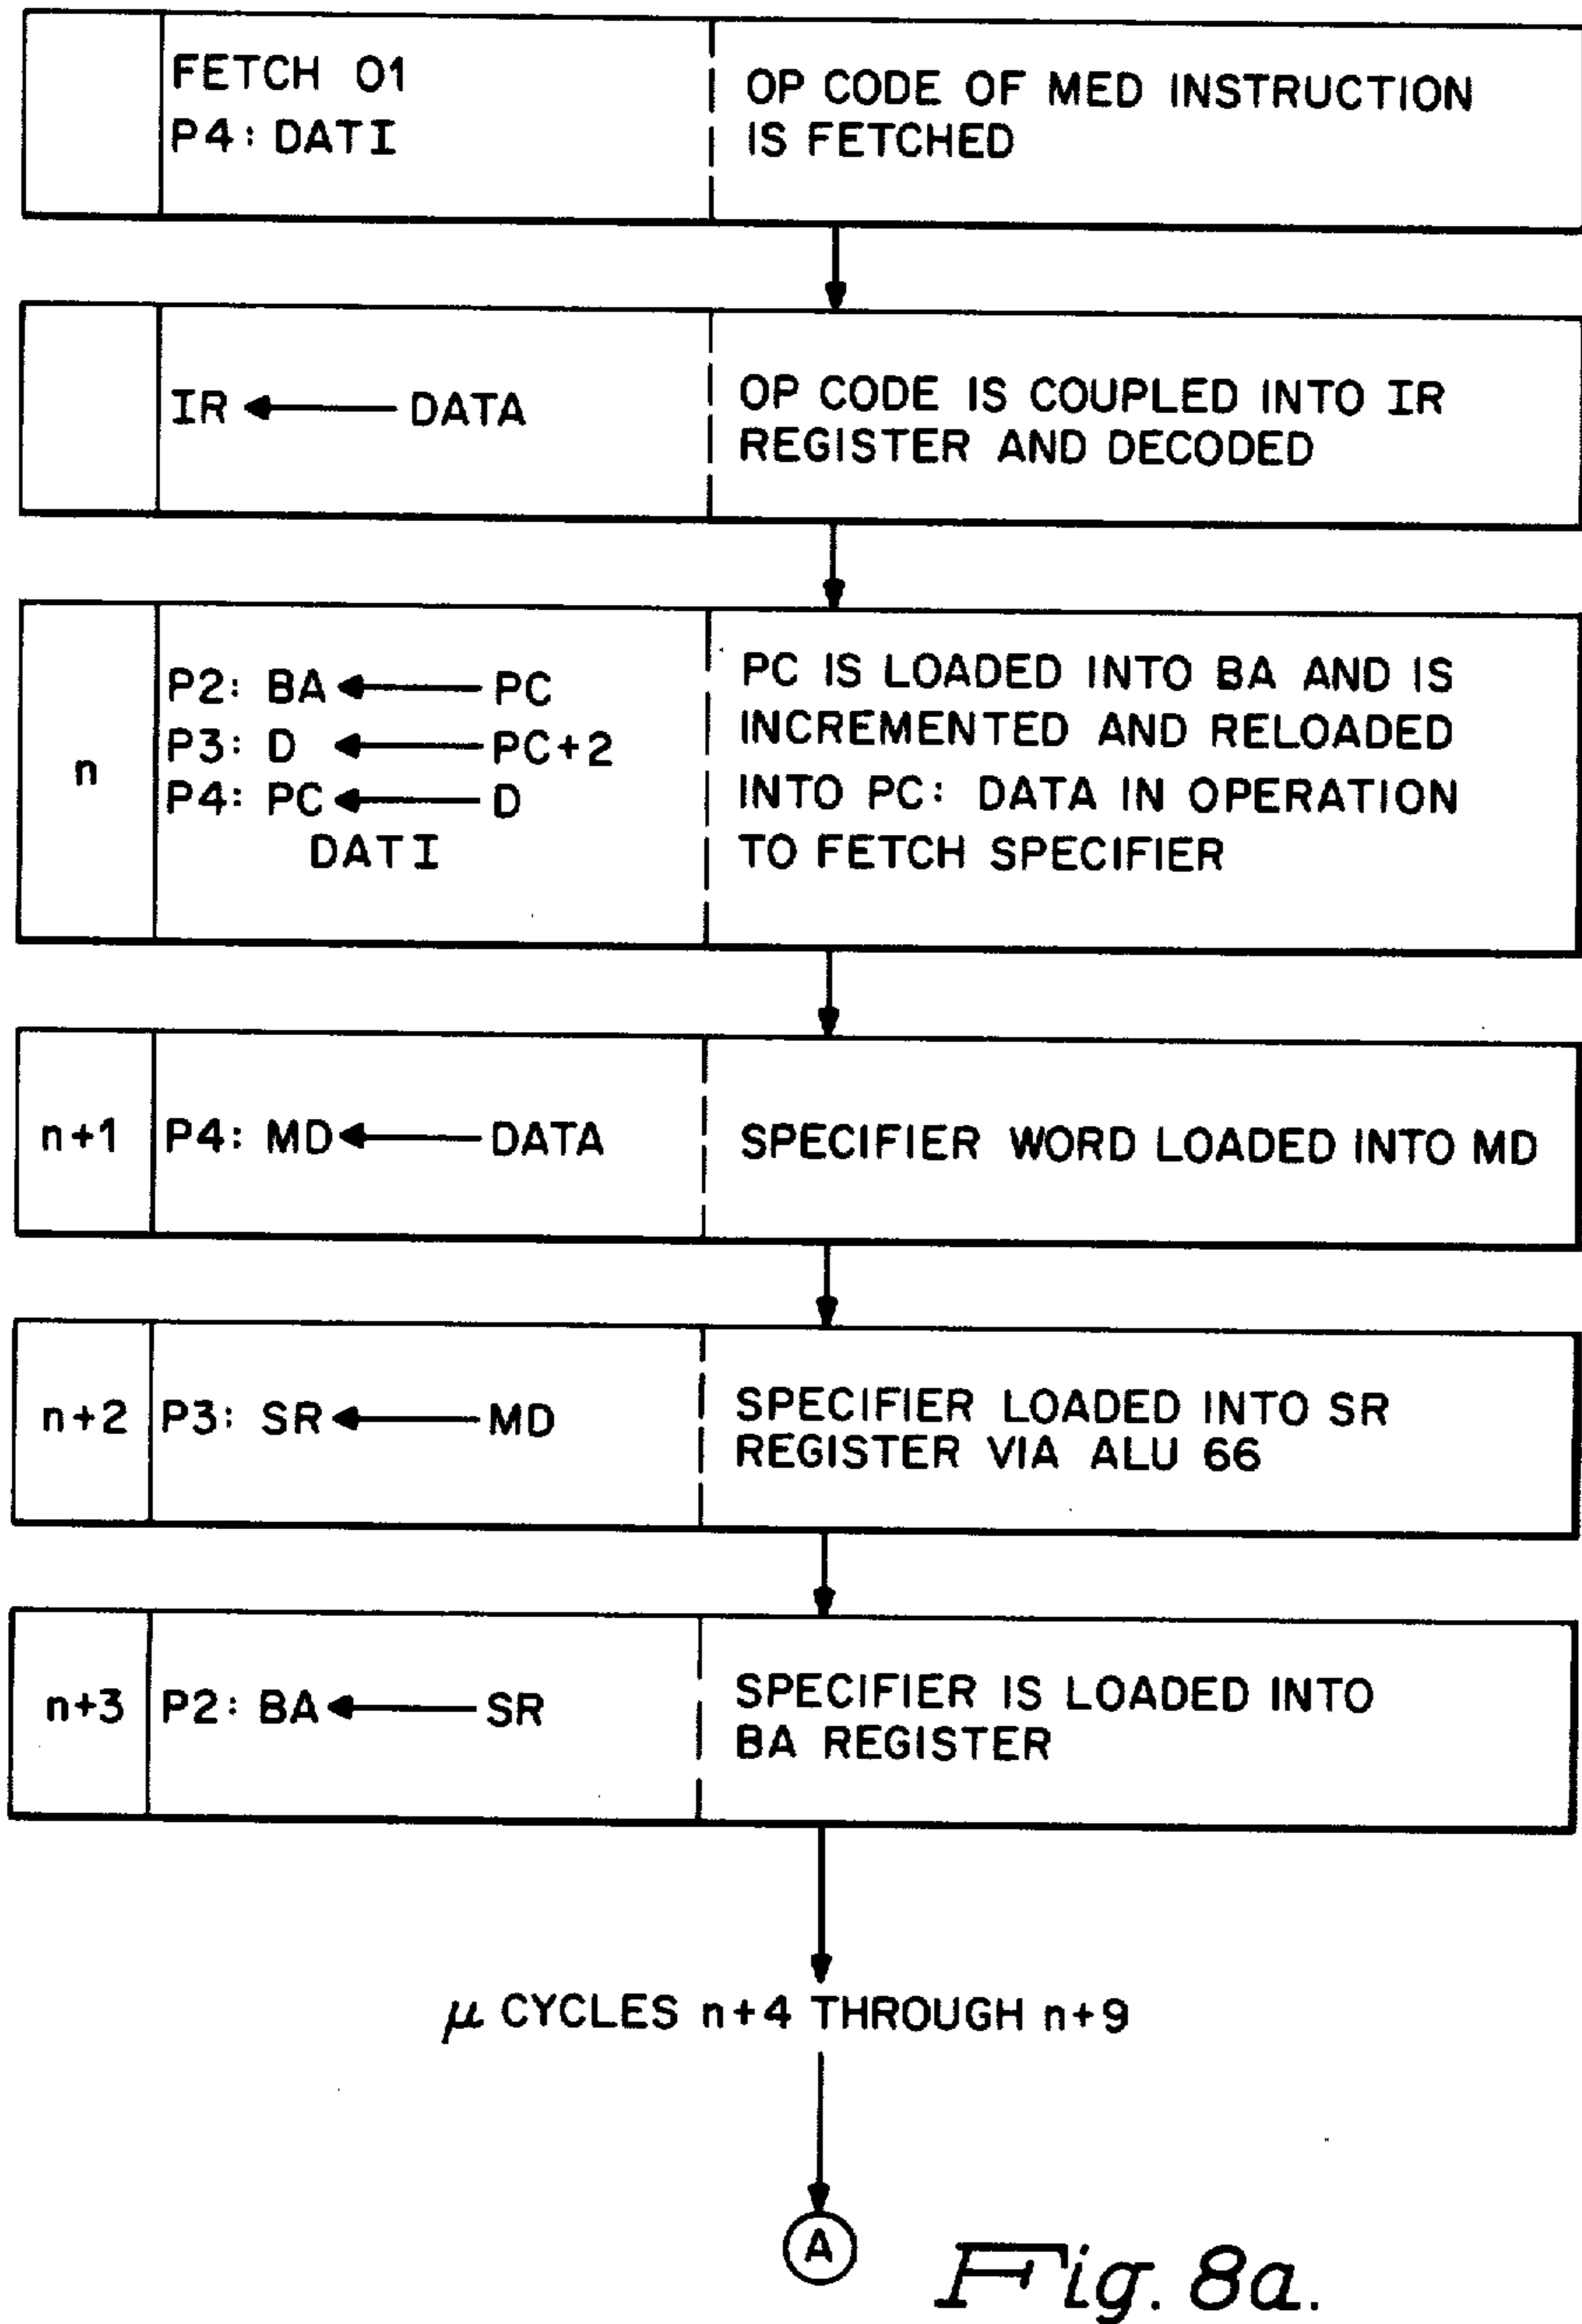 FETCH 01
P4: DATI
OP CODE OF MED INSTRUCTION
IS FETCHED
IR ← DATA
OP CODE IS COUPLED INTO IR
REGISTER AND DECODED
n
P2: BA ← PC
P3: D ← PC+2
P4: PC ← D
DATI
PC IS LOADED INTO BA AND IS
INCREMENTED AND RELOADED
INTO PC: DATA IN OPERATION
TO FETCH SPECIFIER
n+1
P4: MD ← DATA
SPECIFIER WORD LOADED INTO MD
n+2
P3: SR ← MD
SPECIFIER LOADED INTO SR
REGISTER VIA ALU 66
n+3
P2: BA ← SR
SPECIFIER IS LOADED INTO
BA REGISTER
μ CYCLES n+4 THROUGH n+9
A
Fig. 8a.